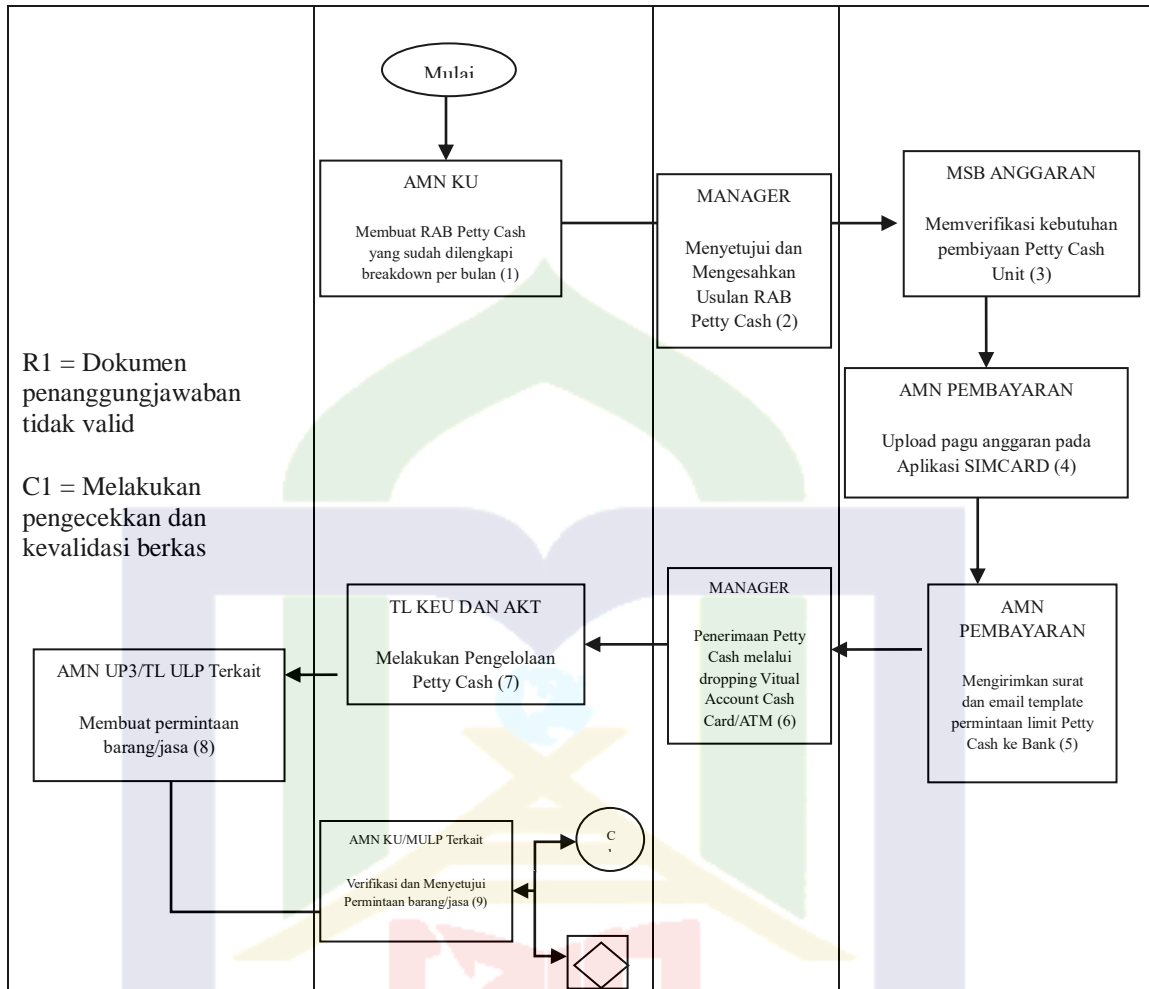 Mulai
AMN KU
Membuat RAB Petty Cash
yang sudah dilengkapi
breakdown per bulan (1)
MANAGER
Menyetujui dan
Mengesahkan
Usulan RAB
Petty Cash (2)
MSB ANGGARAN
Memverifikasi kebutuhan
pembiyaan Petty Cash
Unit (3)
R1 = Dokumen
penanggungjawaban
tidak valid
C1 = Melakukan
pengecekkan dan
kevalidasi berkas
AMN PEMBAYARAN
Upload pagu anggaran pada
Aplikasi SIMCARD (4)
AMN
PEMBAYARAN
Mengirimkan surat
dan email template
permintaan limit Petty
Cash ke Bank (5)
MANAGER
Penerimaan Petty
Cash melalui
dropping Vitual
Account Cash
Card/ATM (6)
TL KEU DAN AKT
Melakukan Pengelolaan
Petty Cash (7)
AMN UP3/TL ULP Terkait
Membuat permintaan
barang/jasa (8)
AMN KU/MULP Terkait
Verifikasi dan Menyetujui
Permintaan barang/jasa (9)
C